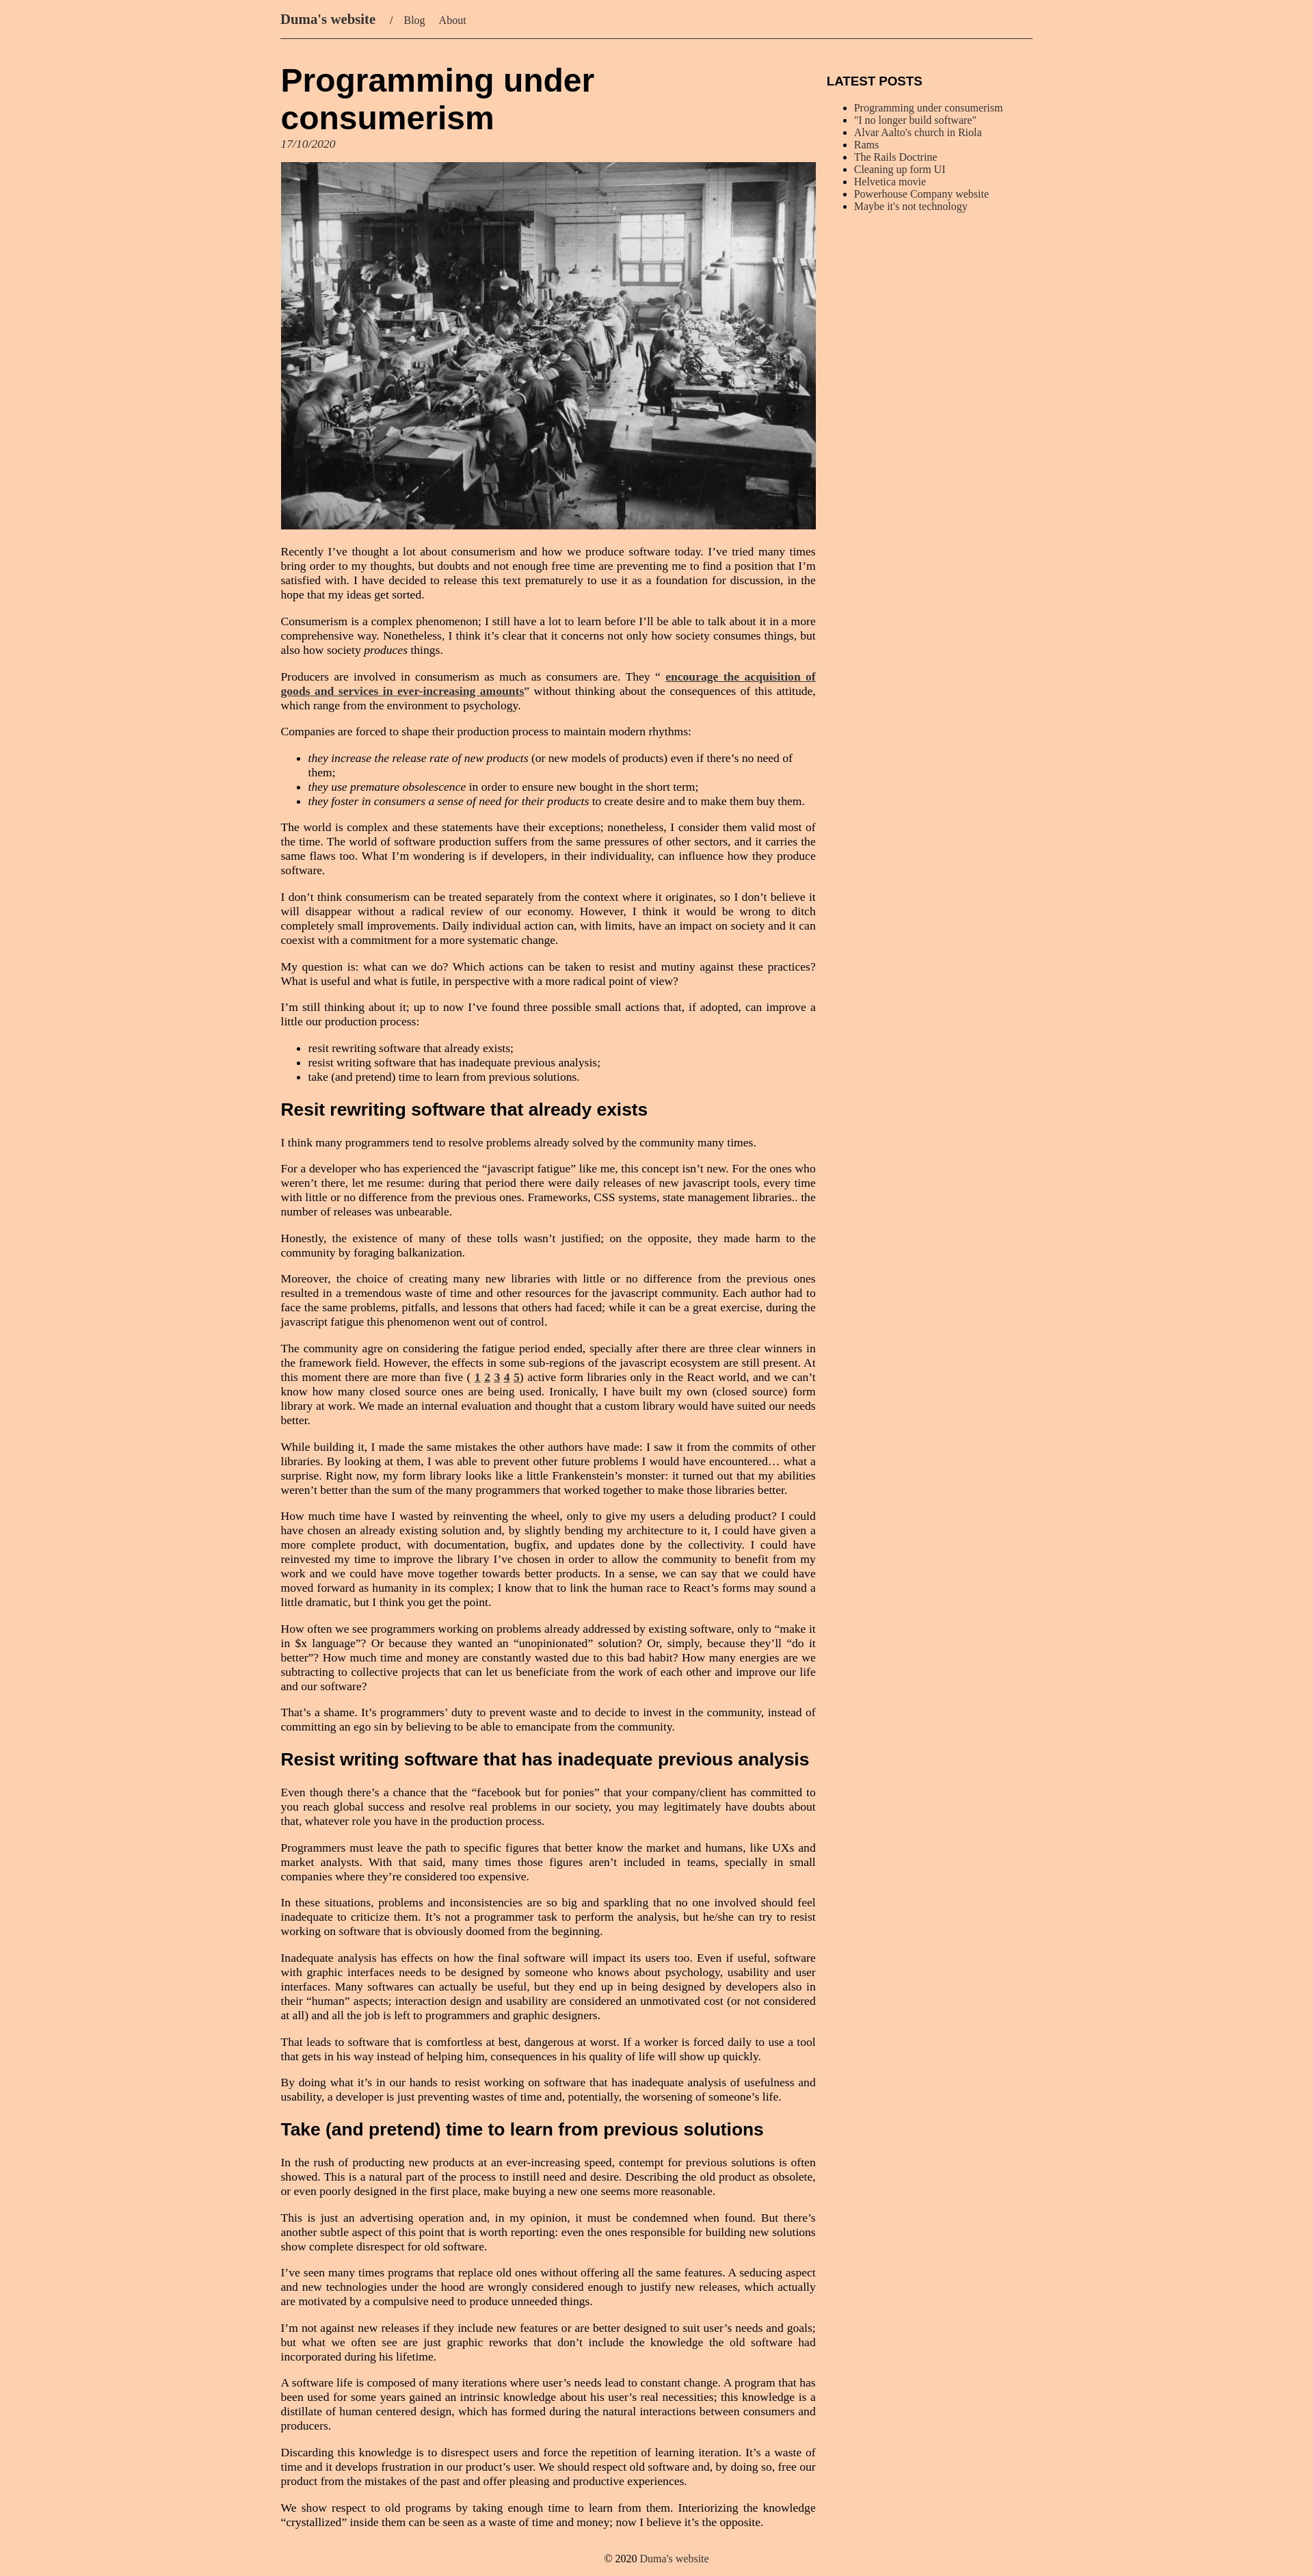 Duma's website / Blog About
Programming under
consumerism
17/10/2020
Recently I’ve thought a lot about consumerism and how we produce software today. I’ve tried many times
bring order to my thoughts, but doubts and not enough free time are preventing me to find a position that I’m
satisfied with. I have decided to release this text prematurely to use it as a foundation for discussion, in the
hope that my ideas get sorted.
Consumerism is a complex phenomenon; I still have a lot to learn before I’ll be able to talk about it in a more
comprehensive way. Nonetheless, I think it’s clear that it concerns not only how society consumes things, but
also how society produces things.
Producers are involved in consumerism as much as consumers are. They “ encourage the acquisition of
goods and services in ever-increasing amounts” without thinking about the consequences of this attitude,
which range from the environment to psychology.
Companies are forced to shape their production process to maintain modern rhythms:
• they increase the release rate of new products (or new models of products) even if there’s no need of
them;
• they use premature obsolescence in order to ensure new bought in the short term;
• they foster in consumers a sense of need for their products to create desire and to make them buy them.
The world is complex and these statements have their exceptions; nonetheless, I consider them valid most of
the time. The world of software production suffers from the same pressures of other sectors, and it carries the
same flaws too. What I’m wondering is if developers, in their individuality, can influence how they produce
software.
I don’t think consumerism can be treated separately from the context where it originates, so I don’t believe it
will disappear without a radical review of our economy. However, I think it would be wrong to ditch
completely small improvements. Daily individual action can, with limits, have an impact on society and it can
coexist with a commitment for a more systematic change.
My question is: what can we do? Which actions can be taken to resist and mutiny against these practices?
What is useful and what is futile, in perspective with a more radical point of view?
I’m still thinking about it; up to now I’ve found three possible small actions that, if adopted, can improve a
little our production process:
• resit rewriting software that already exists;
• resist writing software that has inadequate previous analysis;
• take (and pretend) time to learn from previous solutions.
Resit rewriting software that already exists
I think many programmers tend to resolve problems already solved by the community many times.
For a developer who has experienced the “javascript fatigue” like me, this concept isn’t new. For the ones who
weren’t there, let me resume: during that period there were daily releases of new javascript tools, every time
with little or no difference from the previous ones. Frameworks, CSS systems, state management libraries.. the
number of releases was unbearable.
Honestly, the existence of many of these tolls wasn’t justified; on the opposite, they made harm to the
community by foraging balkanization.
Moreover, the choice of creating many new libraries with little or no difference from the previous ones
resulted in a tremendous waste of time and other resources for the javascript community. Each author had to
face the same problems, pitfalls, and lessons that others had faced; while it can be a great exercise, during the
javascript fatigue this phenomenon went out of control.
The community agre on considering the fatigue period ended, specially after there are three clear winners in
the framework field. However, the effects in some sub-regions of the javascript ecosystem are still present. At
this moment there are more than five ( 1 2 3 4 5) active form libraries only in the React world, and we can’t
know how many closed source ones are being used. Ironically, I have built my own (closed source) form
library at work. We made an internal evaluation and thought that a custom library would have suited our needs
better.
While building it, I made the same mistakes the other authors have made: I saw it from the commits of other
libraries. By looking at them, I was able to prevent other future problems I would have encountered… what a
surprise. Right now, my form library looks like a little Frankenstein’s monster: it turned out that my abilities
weren’t better than the sum of the many programmers that worked together to make those libraries better.
How much time have I wasted by reinventing the wheel, only to give my users a deluding product? I could
have chosen an already existing solution and, by slightly bending my architecture to it, I could have given a
more complete product, with documentation, bugfix, and updates done by the collectivity. I could have
reinvested my time to improve the library I’ve chosen in order to allow the community to benefit from my
work and we could have move together towards better products. In a sense, we can say that we could have
moved forward as humanity in its complex; I know that to link the human race to React’s forms may sound a
little dramatic, but I think you get the point.
How often we see programmers working on problems already addressed by existing software, only to “make it
in $x language”? Or because they wanted an “unopinionated” solution? Or, simply, because they’ll “do it
better”? How much time and money are constantly wasted due to this bad habit? How many energies are we
subtracting to collective projects that can let us beneficiate from the work of each other and improve our life
and our software?
That’s a shame. It’s programmers’ duty to prevent waste and to decide to invest in the community, instead of
committing an ego sin by believing to be able to emancipate from the community.
Resist writing software that has inadequate previous analysis
Even though there’s a chance that the “facebook but for ponies” that your company/client has committed to
you reach global success and resolve real problems in our society, you may legitimately have doubts about
that, whatever role you have in the production process.
Programmers must leave the path to specific figures that better know the market and humans, like UXs and
market analysts. With that said, many times those figures aren’t included in teams, specially in small
companies where they’re considered too expensive.
In these situations, problems and inconsistencies are so big and sparkling that no one involved should feel
inadequate to criticize them. It’s not a programmer task to perform the analysis, but he/she can try to resist
working on software that is obviously doomed from the beginning.
Inadequate analysis has effects on how the final software will impact its users too. Even if useful, software
with graphic interfaces needs to be designed by someone who knows about psychology, usability and user
interfaces. Many softwares can actually be useful, but they end up in being designed by developers also in
their “human” aspects; interaction design and usability are considered an unmotivated cost (or not considered
at all) and all the job is left to programmers and graphic designers.
That leads to software that is comfortless at best, dangerous at worst. If a worker is forced daily to use a tool
that gets in his way instead of helping him, consequences in his quality of life will show up quickly.
By doing what it’s in our hands to resist working on software that has inadequate analysis of usefulness and
usability, a developer is just preventing wastes of time and, potentially, the worsening of someone’s life.
Take (and pretend) time to learn from previous solutions
In the rush of producting new products at an ever-increasing speed, contempt for previous solutions is often
showed. This is a natural part of the process to instill need and desire. Describing the old product as obsolete,
or even poorly designed in the first place, make buying a new one seems more reasonable.
This is just an advertising operation and, in my opinion, it must be condemned when found. But there’s
another subtle aspect of this point that is worth reporting: even the ones responsible for building new solutions
show complete disrespect for old software.
I’ve seen many times programs that replace old ones without offering all the same features. A seducing aspect
and new technologies under the hood are wrongly considered enough to justify new releases, which actually
are motivated by a compulsive need to produce unneeded things.
I’m not against new releases if they include new features or are better designed to suit user’s needs and goals;
but what we often see are just graphic reworks that don’t include the knowledge the old software had
incorporated during his lifetime.
A software life is composed of many iterations where user’s needs lead to constant change. A program that has
been used for some years gained an intrinsic knowledge about his user’s real necessities; this knowledge is a
distillate of human centered design, which has formed during the natural interactions between consumers and
producers.
Discarding this knowledge is to disrespect users and force the repetition of learning iteration. It’s a waste of
time and it develops frustration in our product’s user. We should respect old software and, by doing so, free our
product from the mistakes of the past and offer pleasing and productive experiences.
We show respect to old programs by taking enough time to learn from them. Interiorizing the knowledge
“crystallized” inside them can be seen as a waste of time and money; now I believe it’s the opposite.
LATEST POSTS
• Programming under consumerism
• "I no longer build software"
• Alvar Aalto's church in Riola
• Rams
• The Rails Doctrine
• Cleaning up form UI
• Helvetica movie
• Powerhouse Company website
• Maybe it's not technology
© 2020 Duma's website